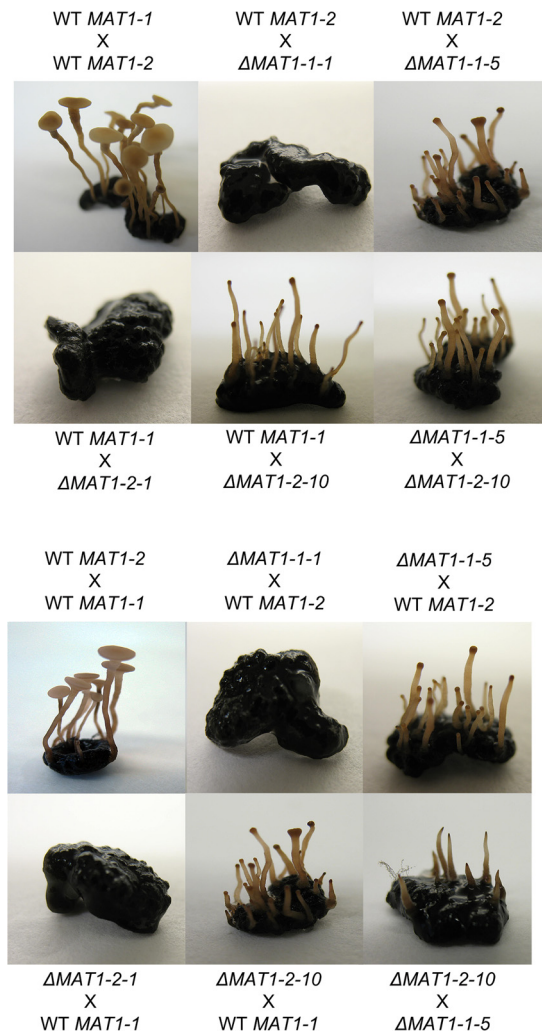 WT MAT1-1
X
WT MAT1-2
WT MAT1-2
X
ΔMAT1-1-1
WT MAT1-2
X
ΔMAT1-1-5
WT MAT1-1
X
ΔMAT1-2-1
WT MAT1-1
X
ΔMAT1-2-10
ΔMAT1-1-5
X
ΔMAT1-2-10
WT MAT1-2
X
WT MAT1-1
ΔMAT1-1-1
X
WT MAT1-2
ΔMAT1-1-5
X
WT MAT1-2
ΔMAT1-2-1
X
WT MAT1-1
ΔMAT1-2-10
X
WT MAT1-1
ΔMAT1-2-10
X
ΔMAT1-1-5